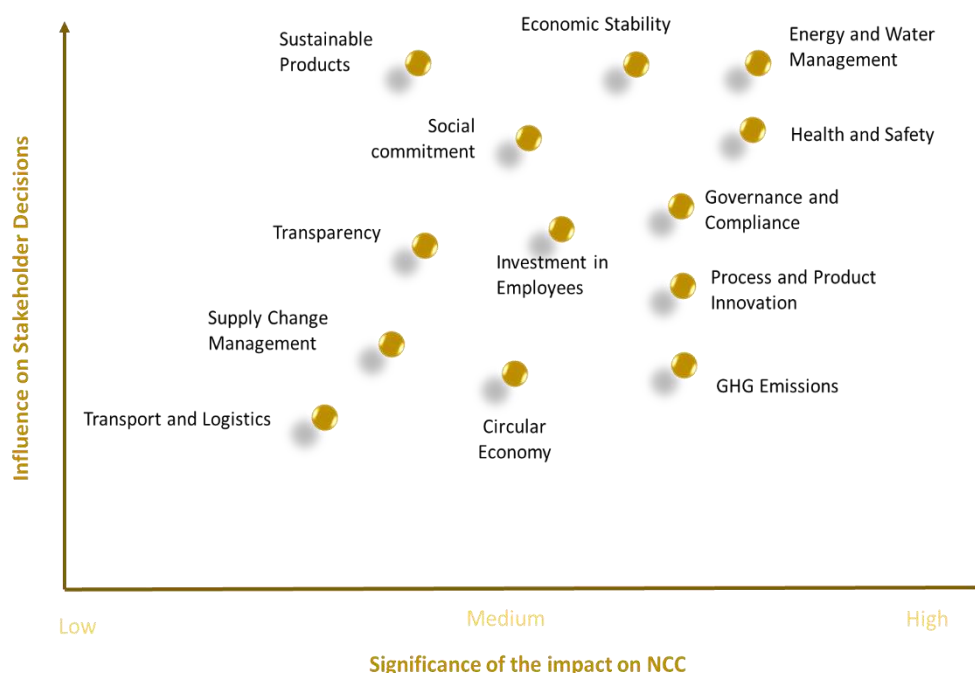 Economic Stability
Energy and Water
Management
Sustainable
Products
Social
commitment
Health and Safety
Governance and
Compliance
Transparency
Investment in
Employees
Process and Product
Innovation
Supply Change
Management
GHG Emissions
Transport and Logistics
Circular
Economy
Influence on Stakeholder Decisions
Low
Medium
High
Significance of the impact on NCC